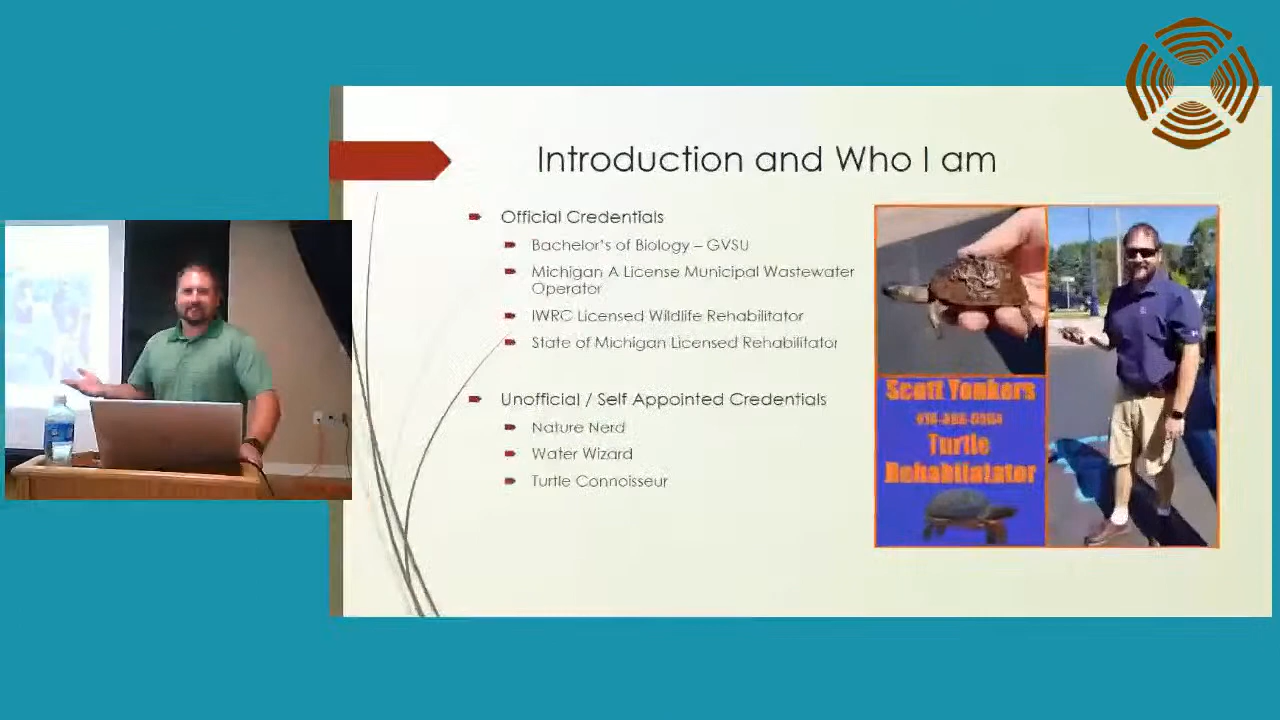 Introduction and Who I am
Official Credentials
Bachelor's of Biology – GVSU
Michigan A License Municipal Wastewater
Operator
IWRC Licensed Wildlife Rehabilitator
State of Michigan Licensed Rehabilitator
Unofficial / Self Appointed Credentials
Nature Nerd
Water Wizard
Turtle Connoisseur
Scott Yonkers
Turtle
Rehabilatator